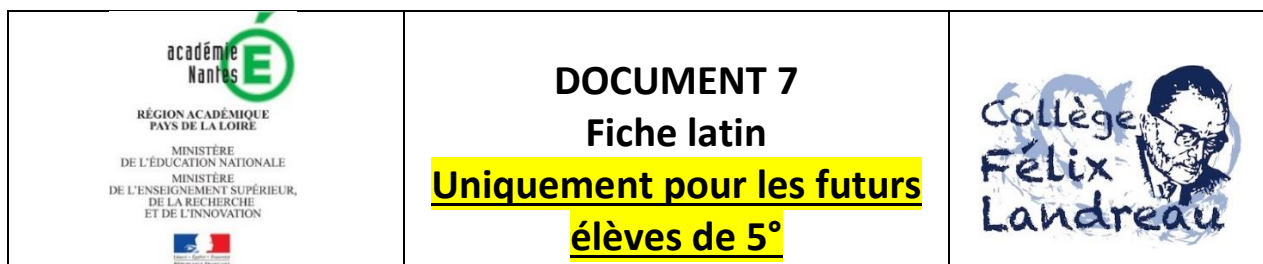 académie
Nantes
É
RÉGION ACADÉMIQUE
PAYS DE LA LOIRE
MINISTÈRE
DE L'ÉDUCATION NATIONALE
MINISTÈRE
DE L'ENSEIGNEMENT SUPÉRIEUR,
DE LA RECHERCHE
ET DE L'INNOVATION
DOCUMENT 7
Fiche latin
Uniquement pour les futurs
élèves de 5°
Collège
Félix
Landreau